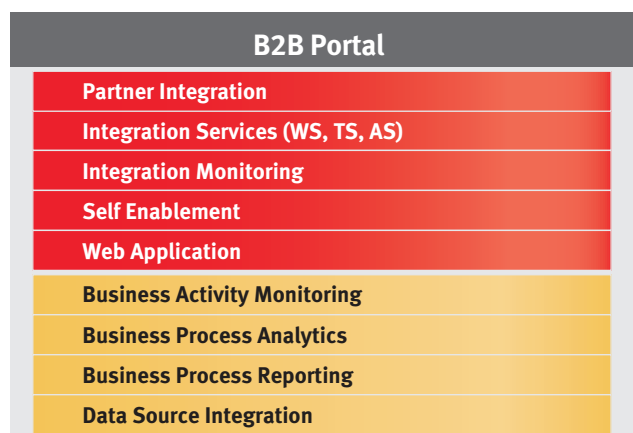 B2B Portal
Partner Integration
Integration Services (WS, TS, AS)
Integration Monitoring
Self Enablement
Web Application
Business Activity Monitoring
Business Process Analytics
Business Process Reporting
Data Source Integration